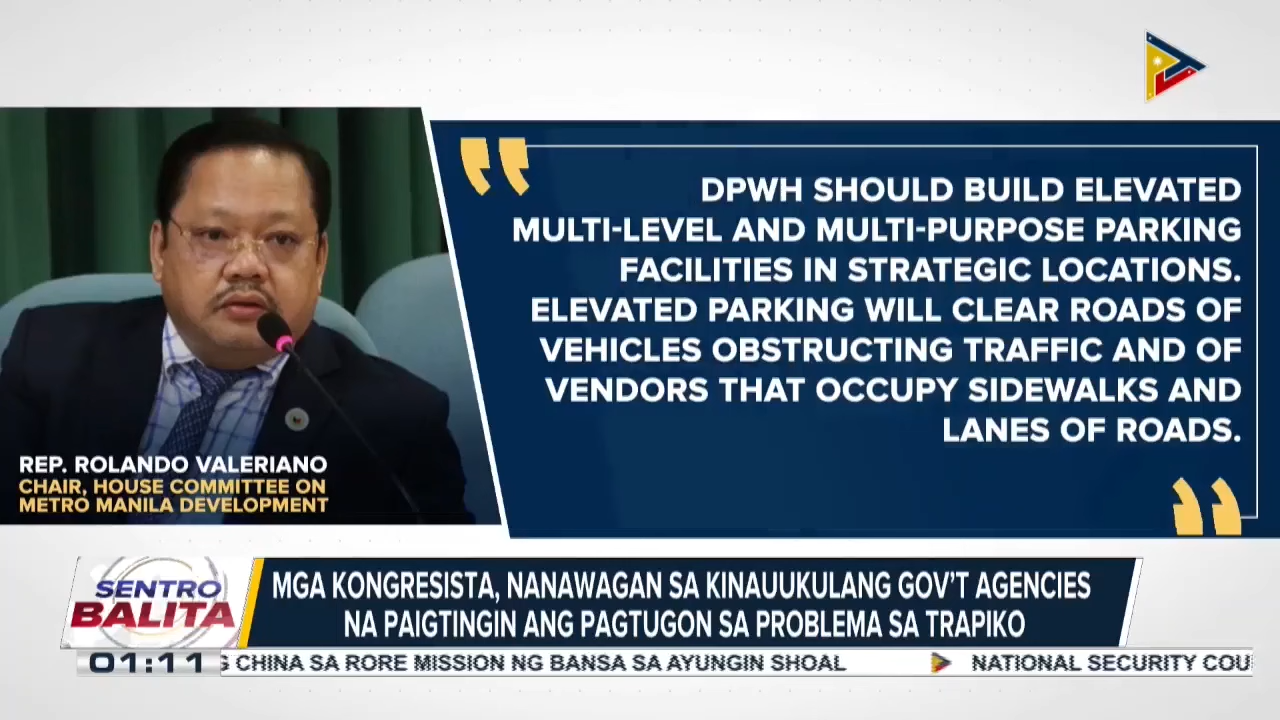 DPWH SHOULD BUILD ELEVATED
MULTI-LEVEL AND MULTI-PURPOSE PARKING
FACILITIES IN STRATEGIC LOCATIONS.
ELEVATED PARKING WILL CLEAR ROADS OF
VEHICLES OBSTRUCTING TRAFFIC AND OF
VENDORS THAT OCCUPY SIDEWALKS AND
LANES OF ROADS.
REP. ROLANDO VALERIANO
CHAIR, HOUSE COMMITTEE ON
METRO MANILA DEVELOPMENT
SENTRO
BALITA
MGA KONGRESISTA, NANAWAGAN SA KINAUUKULANG GOV'T AGENCIES
NA PAIGTINGIN ANG PAGTUGON SA PROBLEMA SA TRAPIKO
01:11
CHINA SA RORE MISSION NG BANSA SA AYUNGIN SHOAL
NATIONAL SECURITY